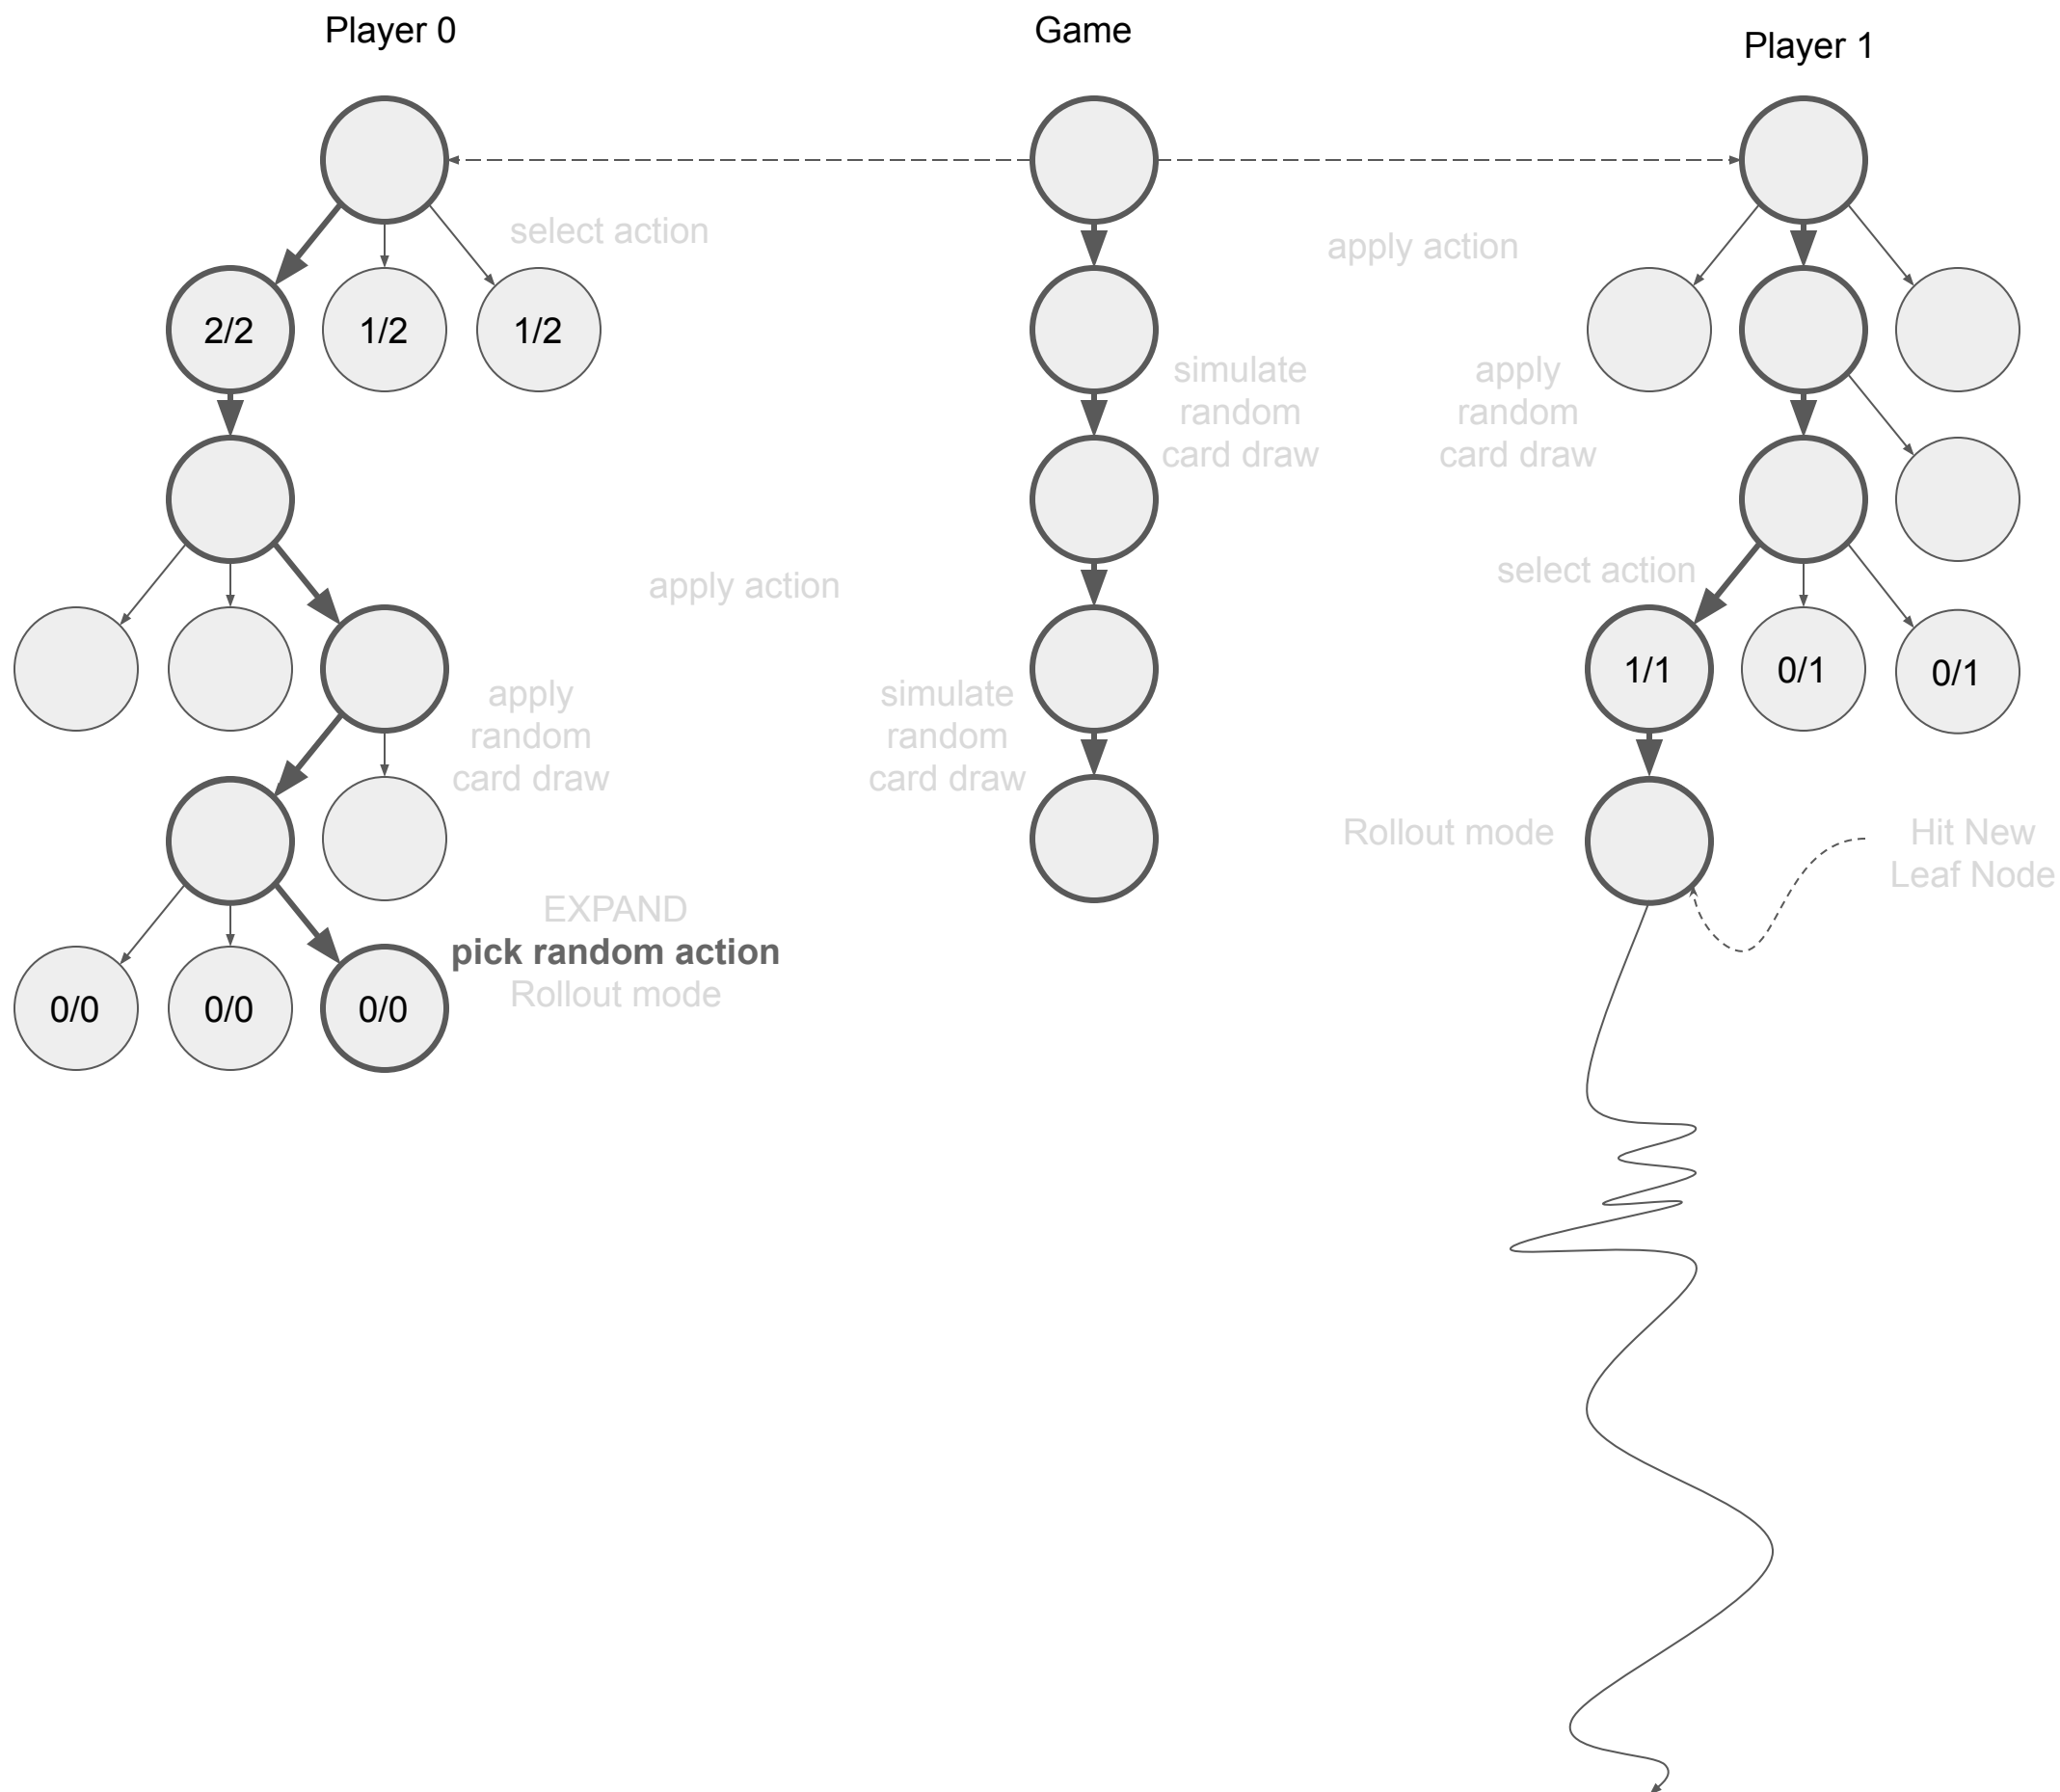 Player 0
Game
Player 1
select action
apply action
2/2
1/2
1/2
simulate
random
card draw
apply
random
card draw
apply action
select action
1/1
0/1
0/1
apply
random
card draw
simulate
random
card draw
Rollout mode
Hit New
Leaf Node
EXPAND
pick random action
Rollout mode
0/0
0/0
0/0